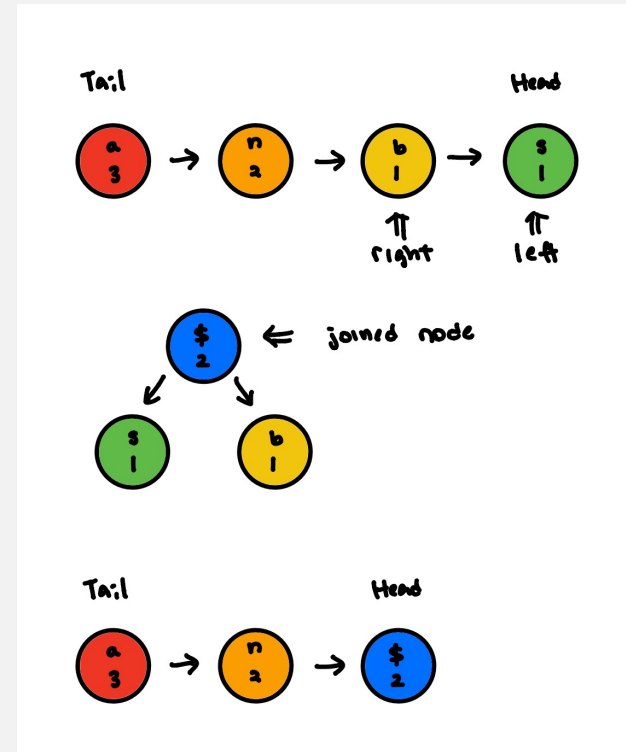 Tail Head
a n b s
3 2 1 1
right left
$ joined node
2
s b
1 1
Tail Head
a n $
3 2 2